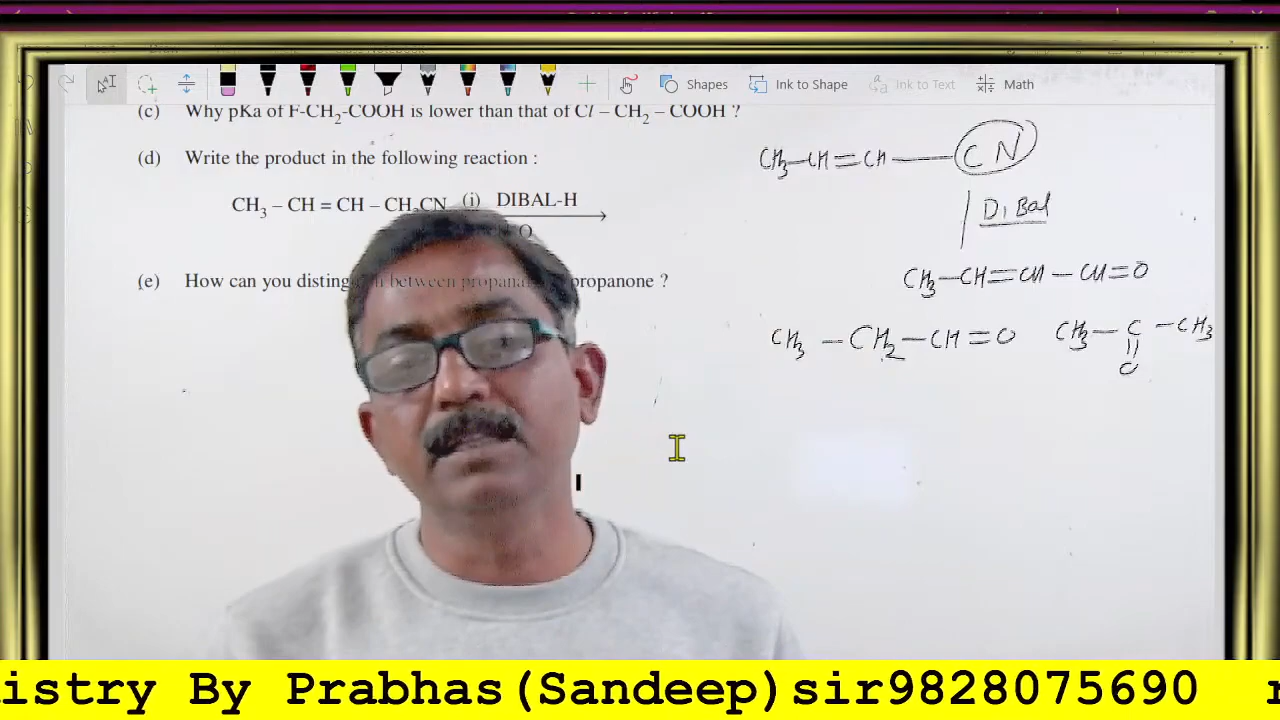 Shapes Ink to Shape Ink to Text Math
(c) Why pKa of F-CH2-COOH is lower than that of Cl – CH2 – COOH ?
(d) Write the product in the following reaction :
CH3 – CH = CH – CH2CN (i) DIBAL-H
O
(e) How can you between propanone ?
CH3—CH=CH—CN
DiBal
CH3—CH=CH—CH=O
CH3—CH2—CH=O CH3—C—CH3
O
istry By Prabhas(Sandeep)sir9828075690